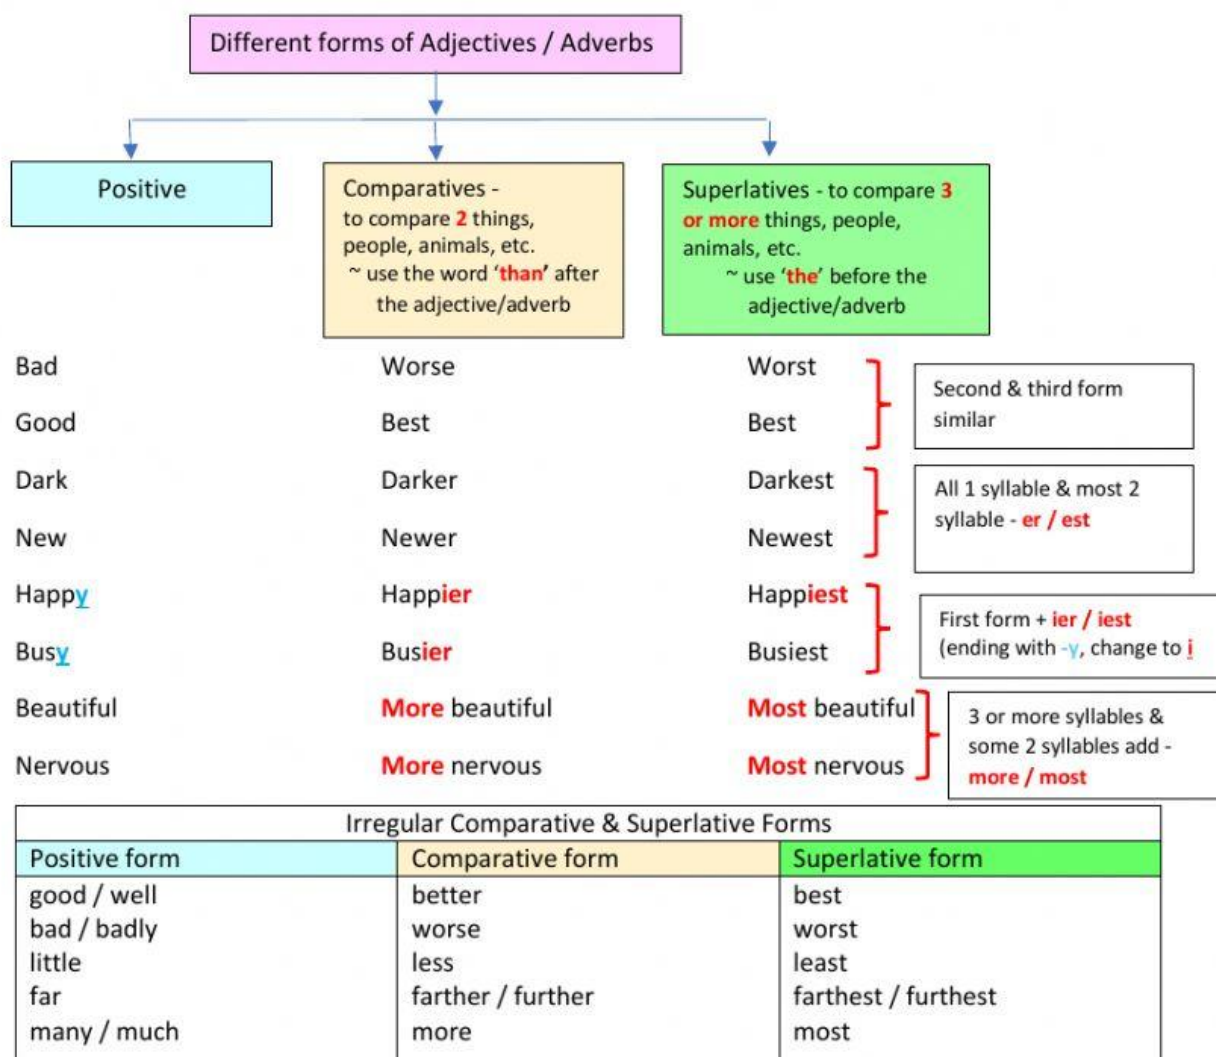 Different forms of Adjectives / Adverbs
Positive
Comparatives -
to compare 2 things,
people, animals, etc.
~ use the word ‘than’ after
the adjective/adverb
Superlatives - to compare 3
or more things, people,
animals, etc.
~ use ‘the’ before the
adjective/adverb
Bad Worse Worst
Good Best Best
Second & third form
similar
Dark Darker Darkest
New Newer Newest
All 1 syllable & most 2
syllable - er / est
Happy Happier Happiest
Busy Busier Busiest
First form + ier / iest
(ending with -y, change to i
Beautiful More beautiful Most beautiful
Nervous More nervous Most nervous
3 or more syllables &
some 2 syllables add -
more / most
Irregular Comparative & Superlative Forms
Positive form Comparative form Superlative form
good / well better best
bad / badly worse worst
little less least
far farther / further farthest / furthest
many / much more most